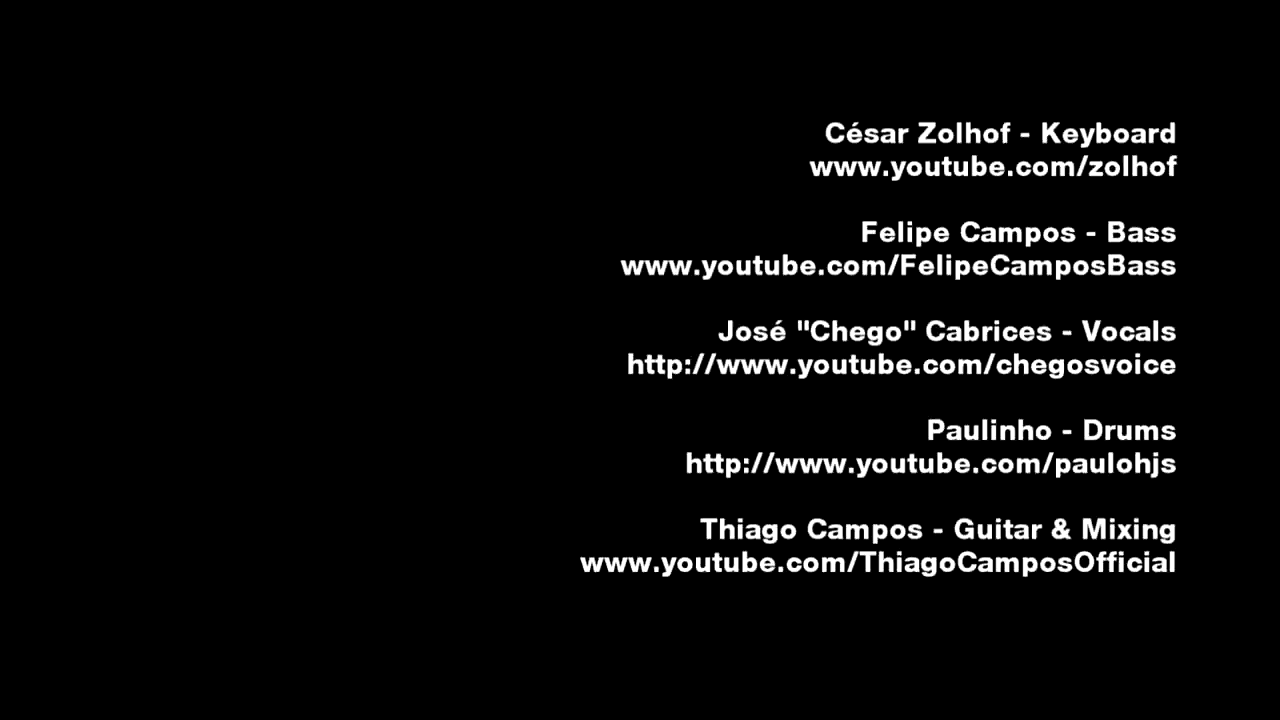 César Zolhof - Keyboard
www.youtube.com/zolhof
Felipe Campos - Bass
www.youtube.com/FelipeCamposBass
José "Chego" Cabrices - Vocals
http://www.youtube.com/chegosvoice
Paulinho - Drums
http://www.youtube.com/paulohjs
Thiago Campos - Guitar & Mixing
www.youtube.com/ThiagoCamposOfficial